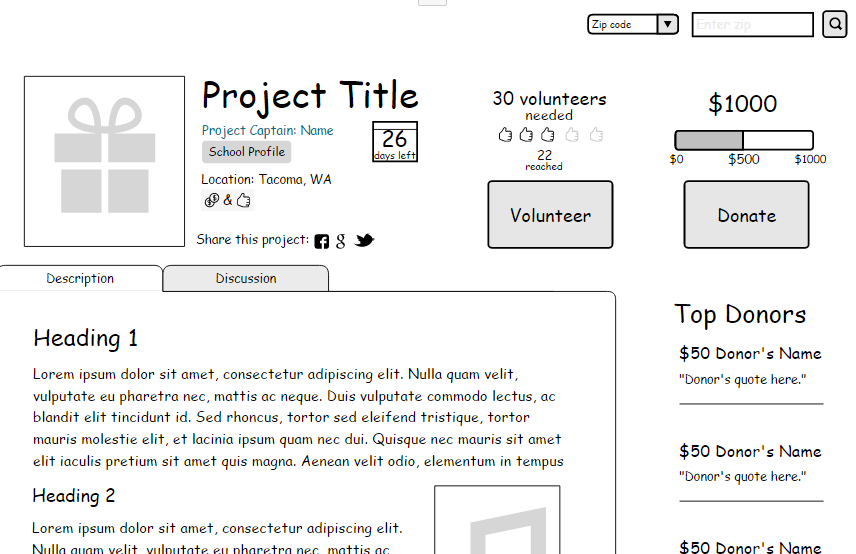 Zip code
Enter zip
Project Title
Project Captain: Name
School Profile
26
days left
Location: Tacoma, WA
&
Share this project:
30 volunteers
needed
22
reached
Volunteer
$1000
$0 $500 $1000
Donate
Description
Discussion
Heading 1
Lorem ipsum dolor sit amet, consectetur adipiscing elit. Nulla quam velit,
vulputate eu pharetra nec, mattis ac neque. Duis vulputate commodo lectus, ac
blandit elit tincidunt id. Sed rhoncus, tortor sed eleifend tristique, tortor
mauris molestie elit, et lacinia ipsum quam nec dui. Quisque nec mauris sit amet
elit iaculis pretium sit amet quis magna. Aenean velit odio, elementum in tempus
Heading 2
Lorem ipsum dolor sit amet, consectetur adipiscing elit.
Nulla quam velit, vulputate eu pharetra nec, mattis ac
Top Donors
$50 Donor's Name
"Donor's quote here."
$50 Donor's Name
"Donor's quote here."
$50 Donor's Name